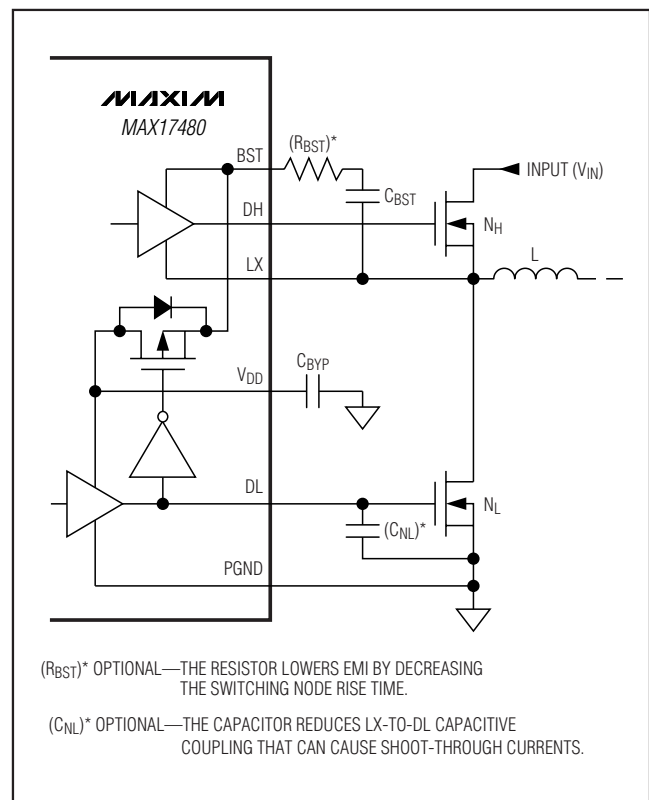 MAXIM
MAX17480
BST
(RBST)*
INPUT (VIN)
CBST
DH
NH
L
LX
CBYP
VDD
DL
NL
(CNL)*
PGND
(RBST)* OPTIONAL—THE RESISTOR LOWERS EMI BY DECREASING
THE SWITCHING NODE RISE TIME.
(CNL)* OPTIONAL—THE CAPACITOR REDUCES LX-TO-DL CAPACITIVE
COUPLING THAT CAN CAUSE SHOOT-THROUGH CURRENTS.